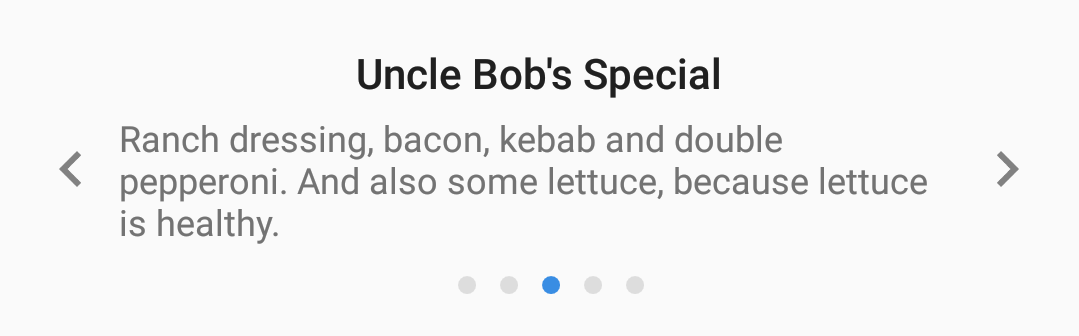 Uncle Bob's Special
Ranch dressing, bacon, kebab and double
pepperoni. And also some lettuce, because lettuce
is healthy.